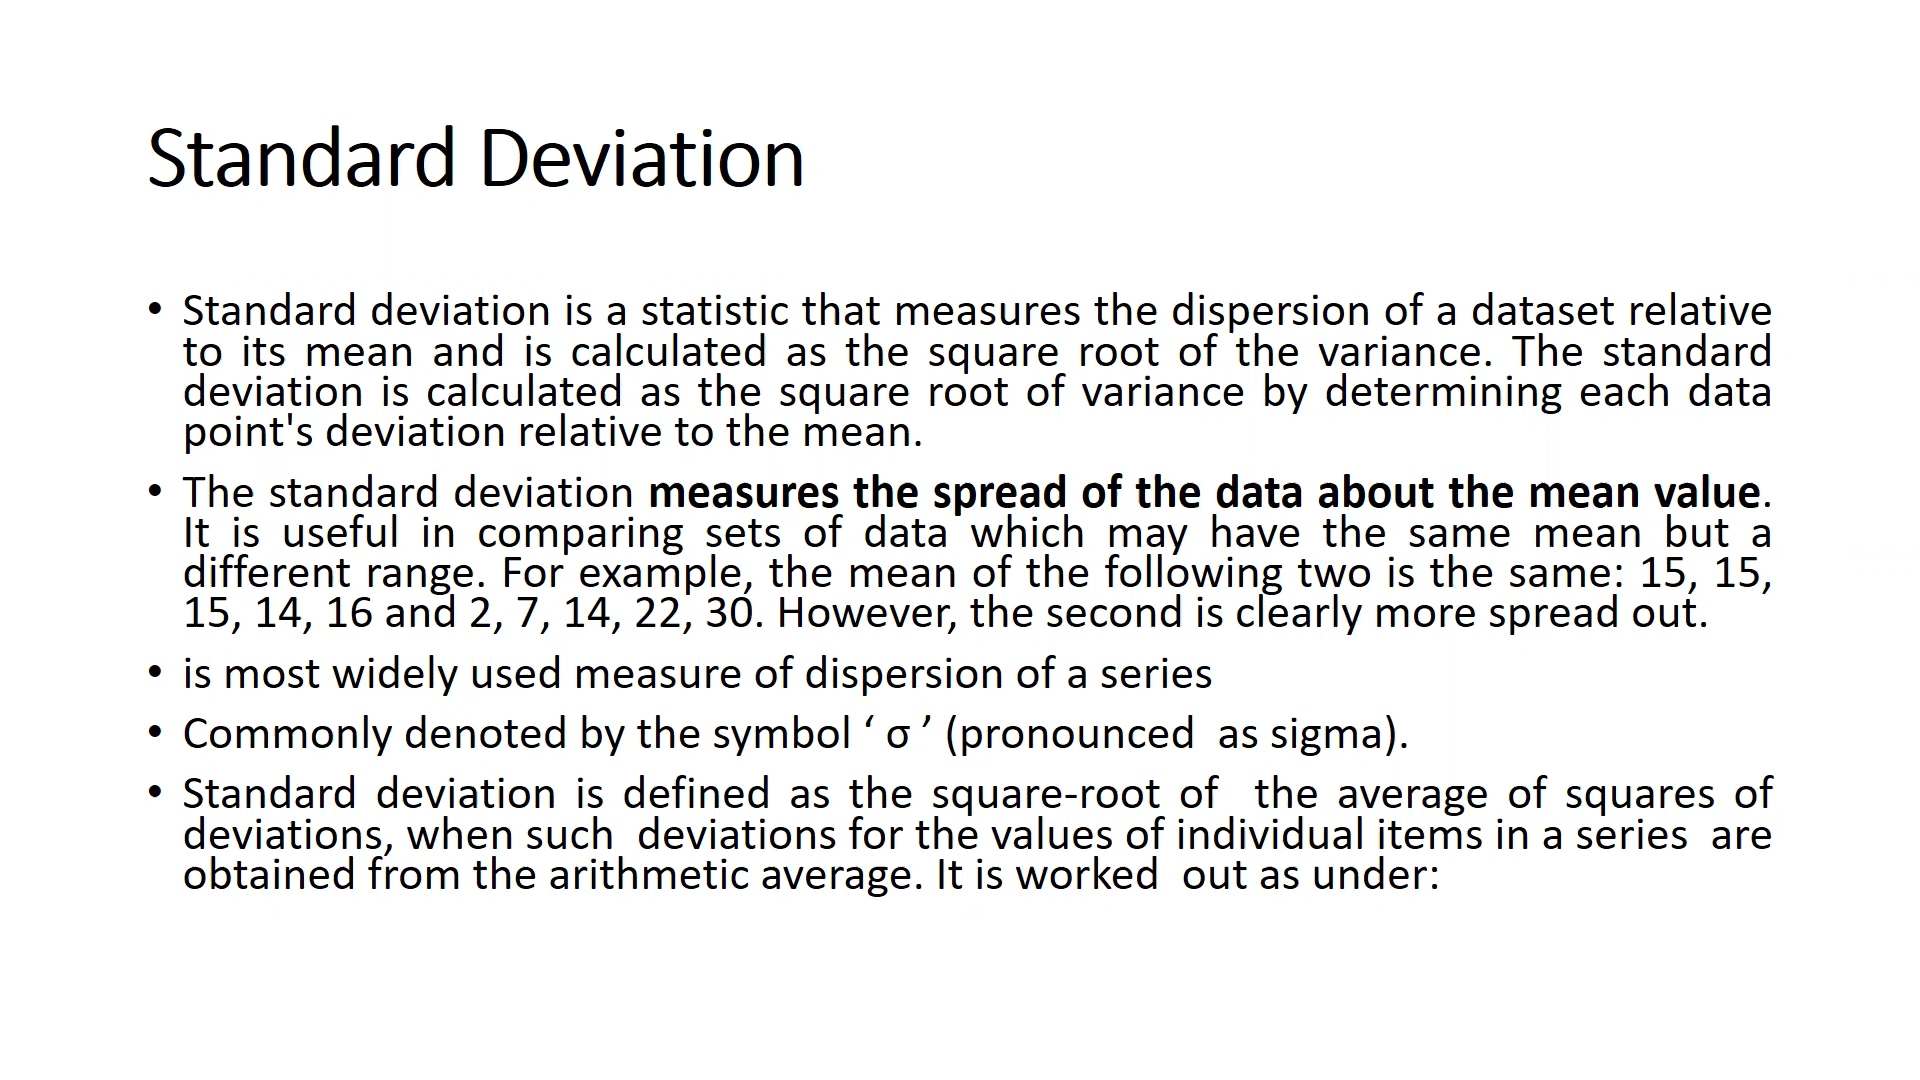 Standard Deviation
• Standard deviation is a statistic that measures the dispersion of a dataset relative
to its mean and is calculated as the square root of the variance. The standard
deviation is calculated as the square root of variance by determining each data
point's deviation relative to the mean.
• The standard deviation measures the spread of the data about the mean value.
It is useful in comparing sets of data which may have the same mean but a
different range. For example, the mean of the following two is the same: 15, 15,
15, 14, 16 and 2, 7, 14, 22, 30. However, the second is clearly more spread out.
• is most widely used measure of dispersion of a series
• Commonly denoted by the symbol ‘ σ ’ (pronounced  as sigma).
• Standard deviation is defined as the square-root of  the average of squares of
deviations, when such  deviations for the values of individual items in a series  are
obtained from the arithmetic average. It is worked  out as under: